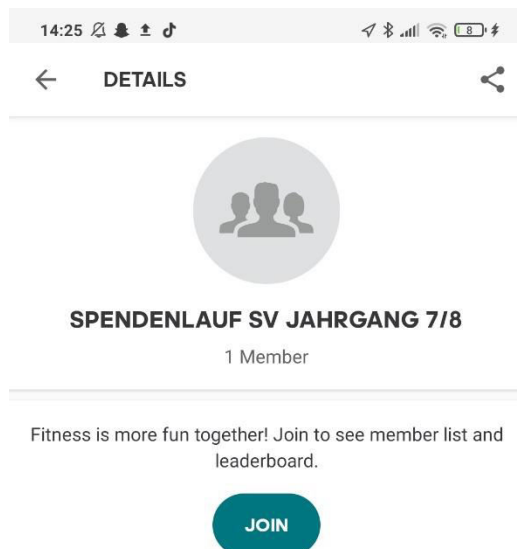 14:25 8
DETAILS
SPENDENLAUF SV JAHRGANG 7/8
1 Member
Fitness is more fun together! Join to see member list and
leaderboard.
JOIN